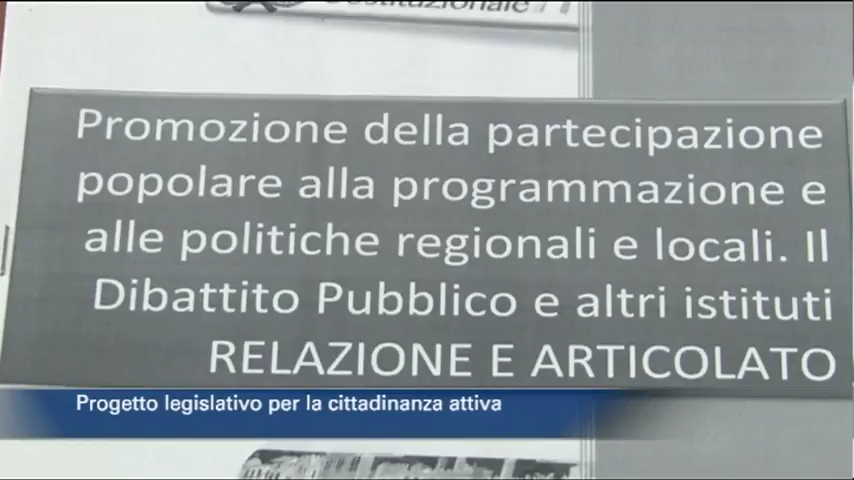 Promozione della partecipazione
popolare alla programmazione e
alle politiche regionali e locali. Il
Dibattito Pubblico e altri istituti
RELAZIONE E ARTICOLATO
Progetto legislativo per la cittadinanza attiva